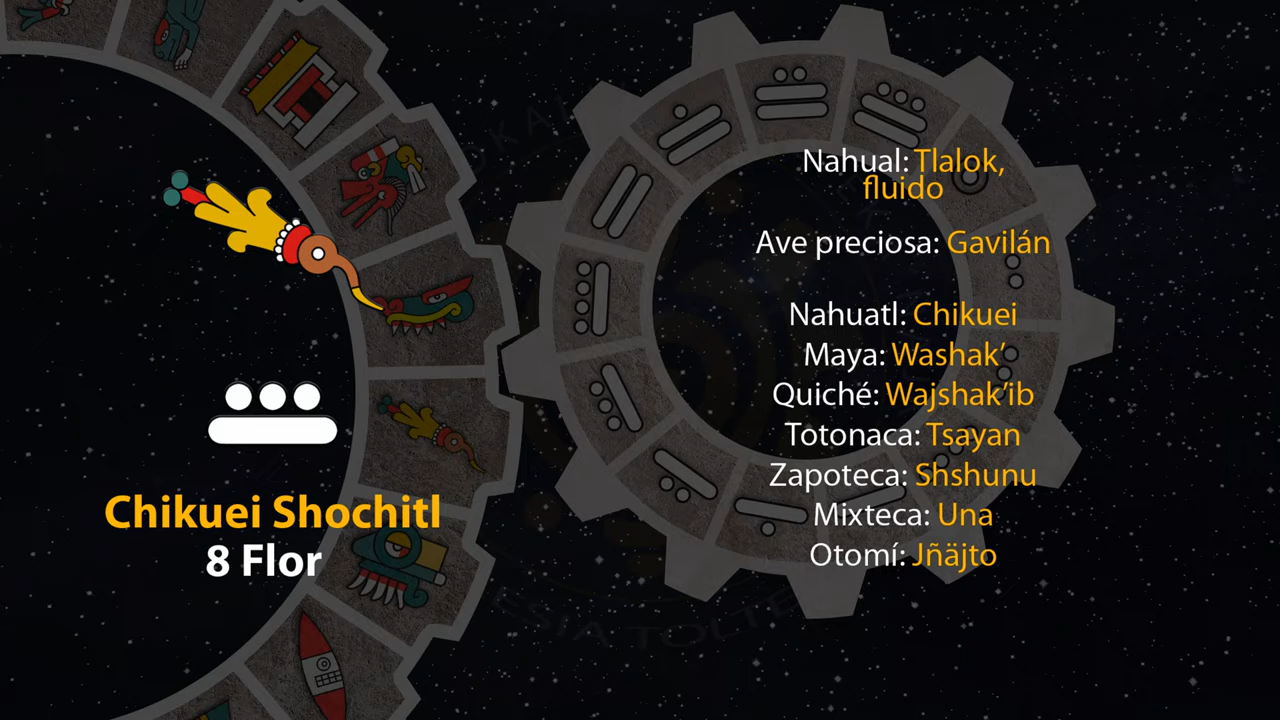 Chikuei Shochitl
8 Flor
Nahual: Tlalok,
fluido
Ave preciosa: Gavilán
Nahuatl: Chikuei
Maya: Washak’
Quiché: Wajshak’ib
Totonaca: Tsayan
Zapoteca: Shshunu
Mixteca: Una
Otomí: Jñäjto